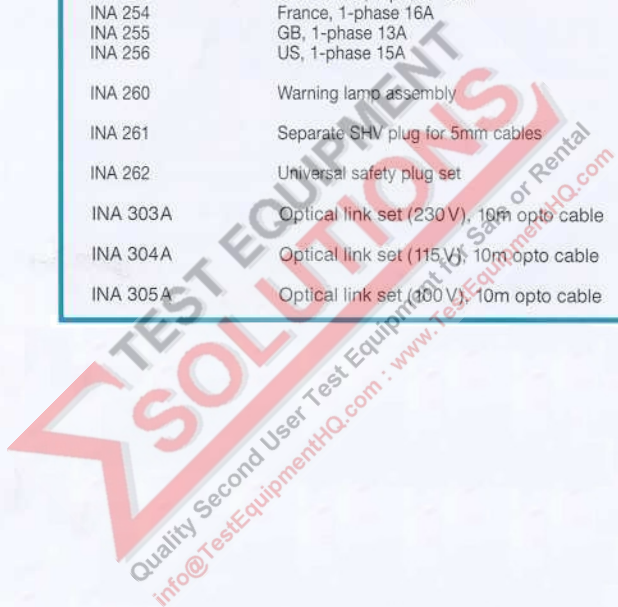 INA 254 France, 1-phase 16A
INA 255 GB, 1-phase 13A
INA 256 US, 1-phase 15A
INA 260 Warning lamp assembly
INA 261 Separate SHV plug for 5mm cables
INA 262 Universal safety plug set
INA 303A Optical link set (230 V), 10m opto cable
INA 304A Optical link set (115 V), 10m opto cable
INA 305A Optical link set (100 V), 10m opto cable
TEST EQUIPMENT
SOLUTIONS
Quality Second User Test Equipment for Sale or Rental
info@TestEquipmentHQ.com : www.TestEquipmentHQ.com